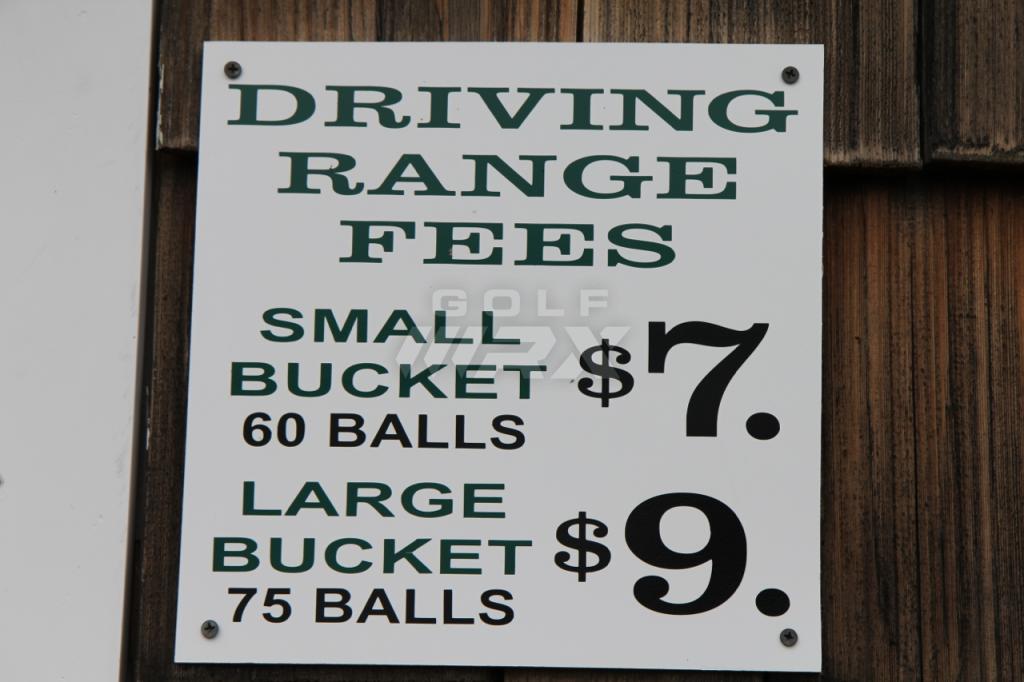 DRIVING
RANGE
FEES
GOLF
WRX
SMALL
BUCKET
60 BALLS
$7.
LARGE
BUCKET
75 BALLS
$9.